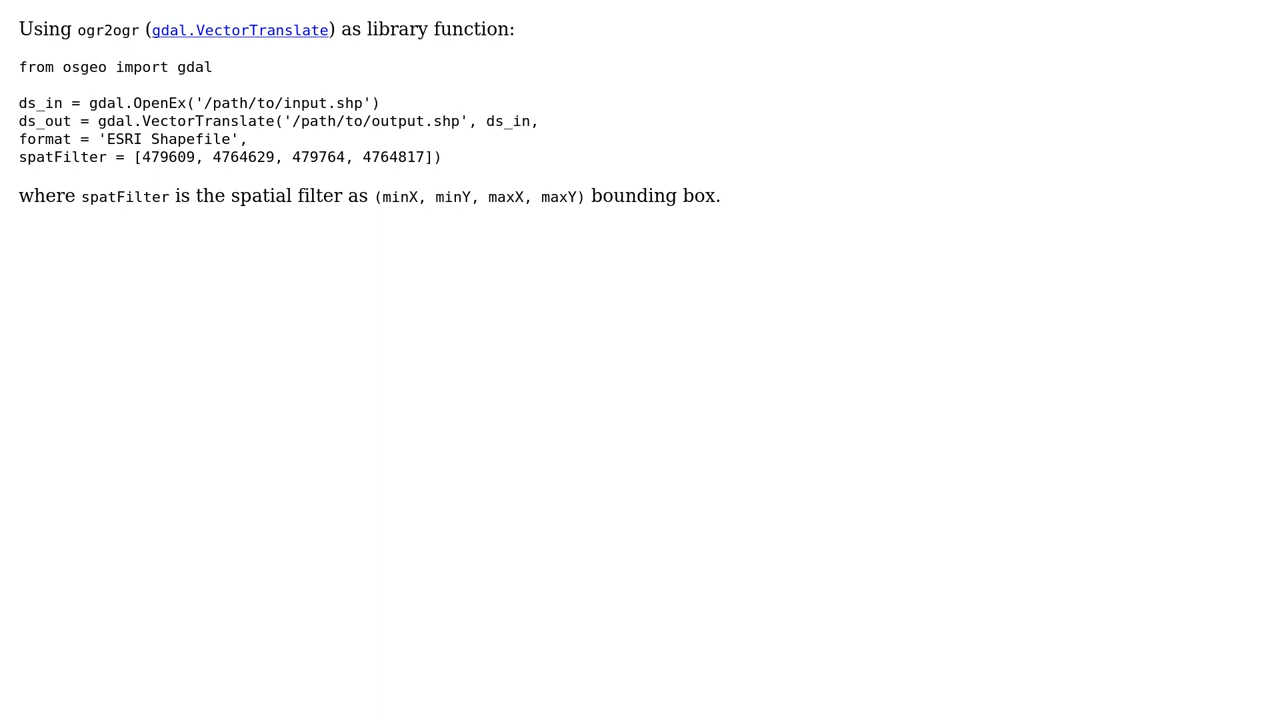 Using ogr2ogr (gdal.VectorTranslate) as library function:
from osgeo import gdal
ds_in = gdal.OpenEx('/path/to/input.shp')
ds_out = gdal.VectorTranslate('/path/to/output.shp', ds_in,
format = 'ESRI Shapefile',
spatFilter = [479609, 4764629, 479764, 4764817])
where spatFilter is the spatial filter as (minX, minY, maxX, maxY) bounding box.